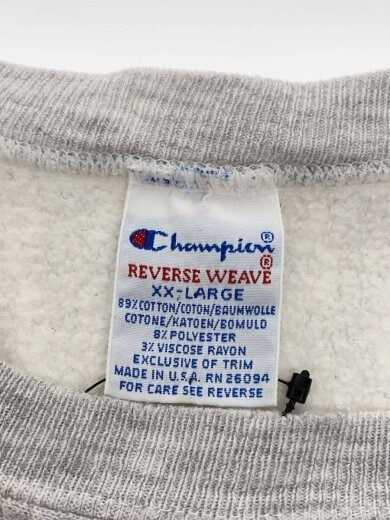 Champion®
REVERSE WEAVE®
XX-LARGE
89% COTTON/COTON/BAUMWOLLE
COTONE/KATOEN/BOMULD
8% POLYESTER
3% VISCOSE RAYON
EXCLUSIVE OF TRIM
MADE IN U.S.A. RN 26094
FOR CARE SEE REVERSE